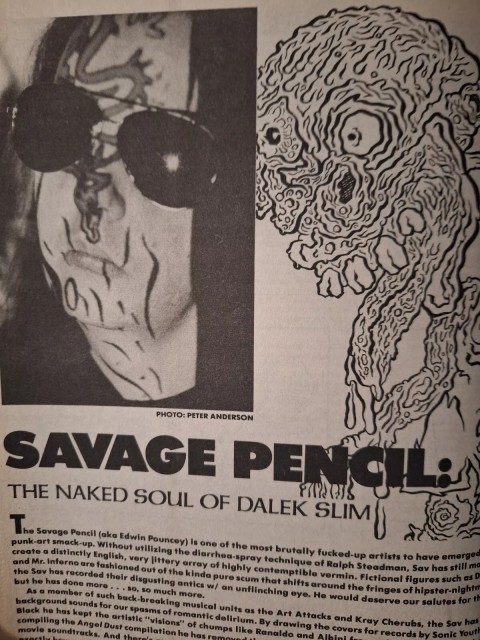 PHOTO: PETER ANDERSON
SAVAGE PENCIL:
THE NAKED SOUL OF DALEK SLIM
The Savage Pencil (aka Edwin Pouncey) is one of the most brutally fucked-up artists to have emerged
punk-art smack-up. Without utilizing the diarrhea-spray technique of Ralph Steadman, Sav has still m
create a distinctly English, very jittery array of highly contemptible vermin. Fictional figures such as D
and Mr. Inferno are fashioned out of the kinda pure scum that shifts around the fringes of hipster-nightm
the Sav has recorded their disgusting antics w/ an unflinching eye. He would deserve our salutes for th
but he has done more . . . so, so much more.
As a member of such back-breaking musical units as the Art Attacks and Kray Cherubs, the Sav has
background sounds for our spasms of romantic delirium. By drawing the covers for records by Sonic Yout
Black he has kept the artistic "visions" of chumps like Ranaldo and Albini
compiling the Angel Dust compilation he has removed
movie soundtracks. And there's